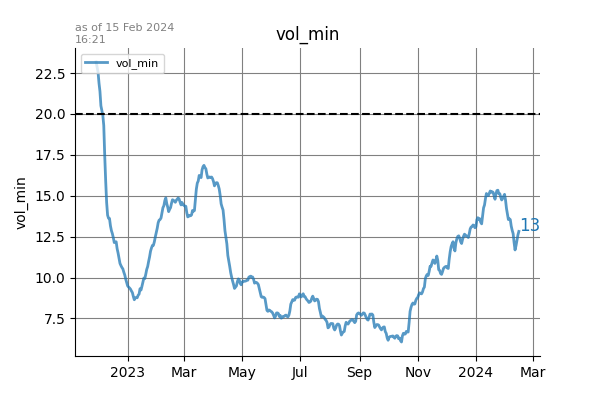 as of 15 Feb 2024
16:21
vol_min
vol_min
22.5
20.0
17.5
15.0
12.5
10.0
7.5
vol_min
13
2023
Mar
May
Jul
Sep
Nov
2024
Mar